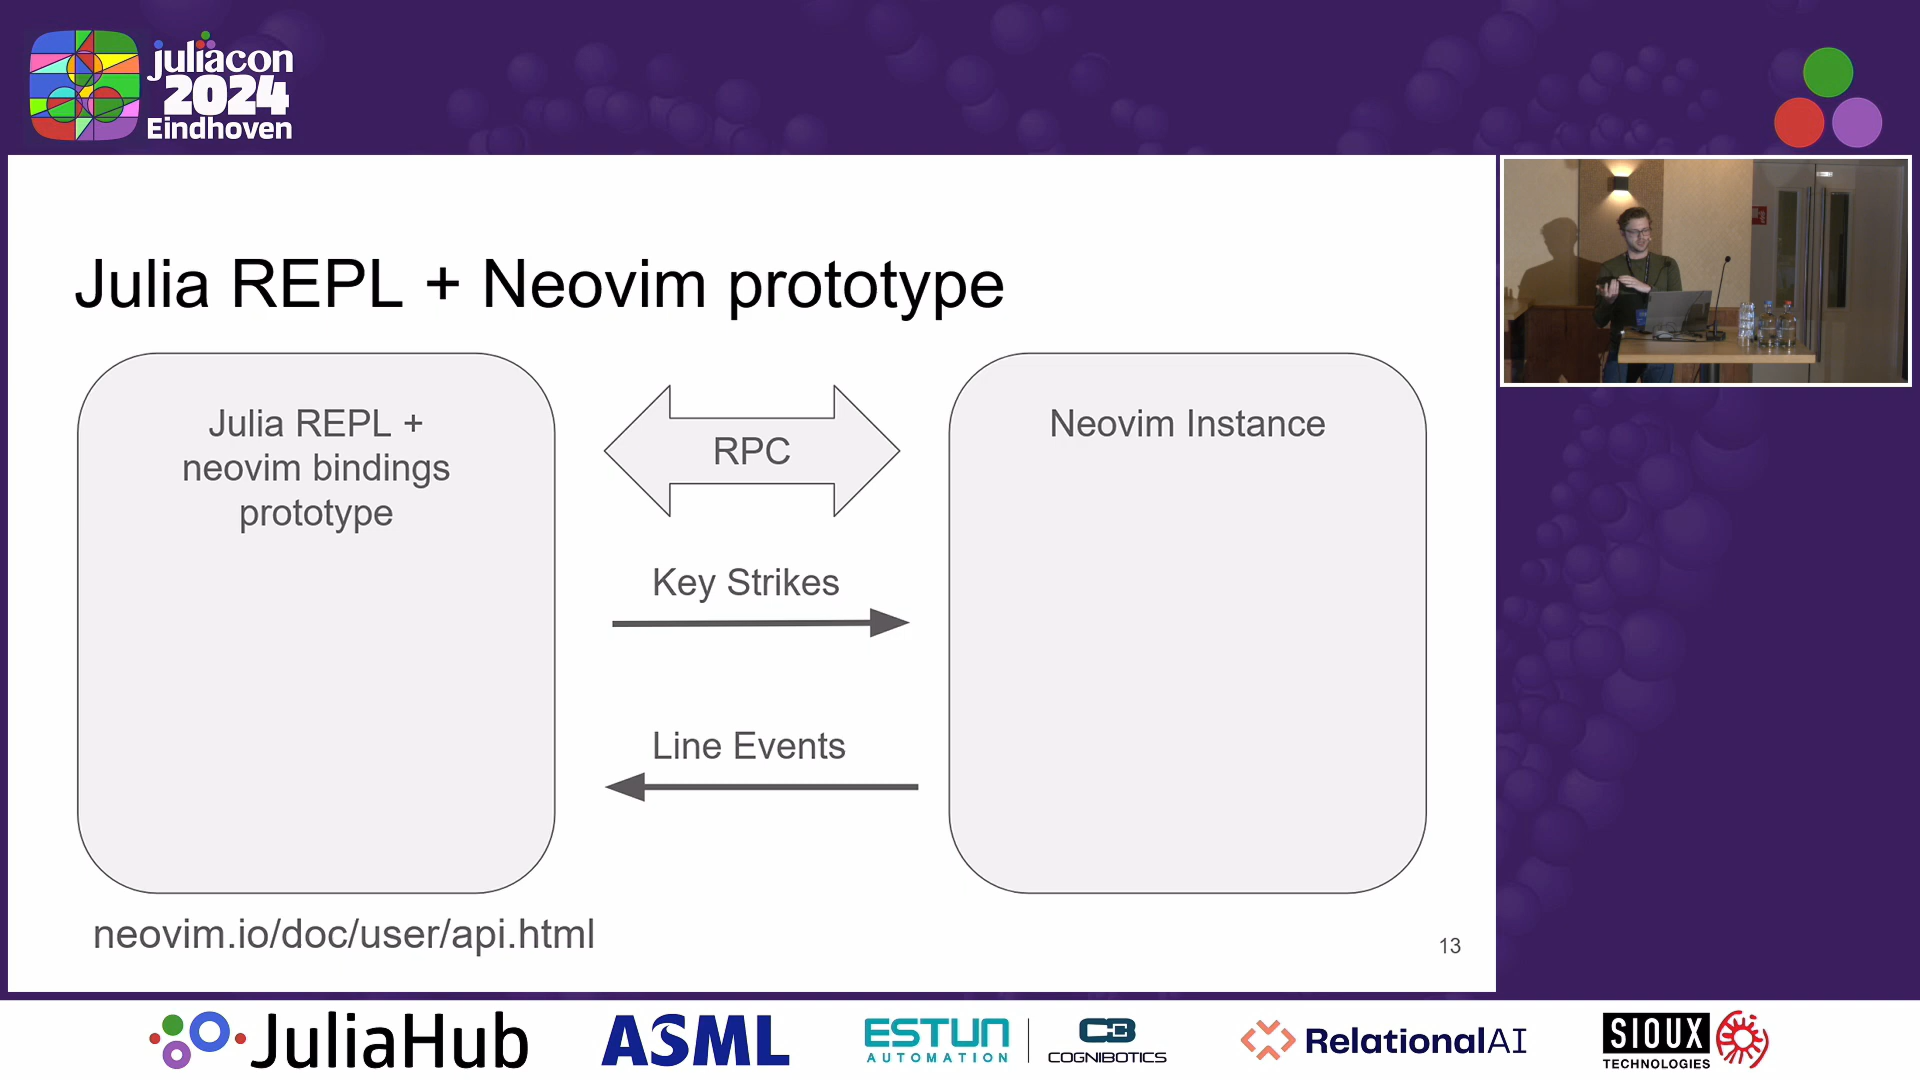 juliacon
2024
Eindhoven
Julia REPL + Neovim prototype
Julia REPL +
neovim bindings
prototype
RPC
Neovim Instance
Key Strikes
Line Events
neovim.io/doc/user/api.html
13
JuliaHub
ASML
ESTUN
AUTOMATION
COGNIBOTICS
RelationalAI
SIOUX
TECHNOLOGIES